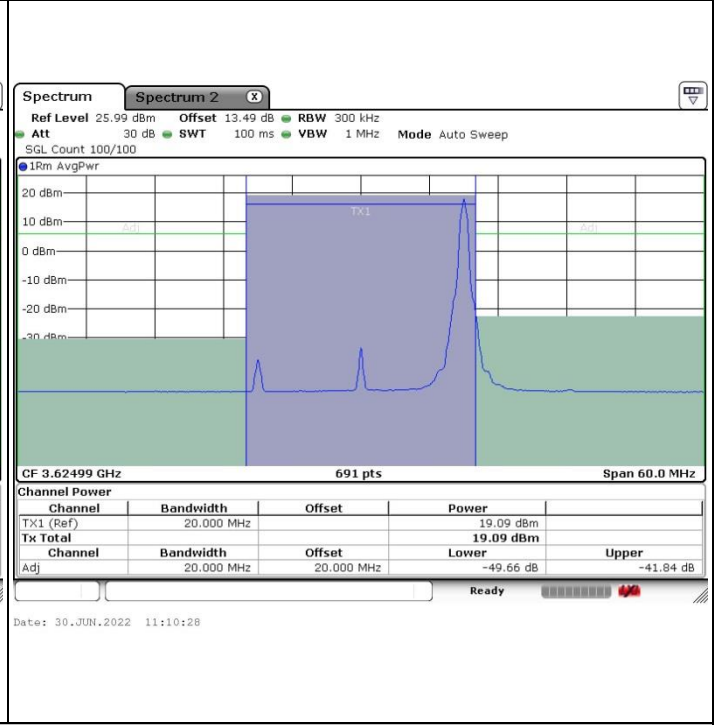 Spectrum Spectrum 2 X
Ref Level 25.99 dBm Offset 13.49 dB RBW 300 kHz
Att 30 dB SWT 100 ms VBW 1 MHz Mode Auto Sweep
SGL Count 100/100
1Rm AvgPwr
20 dBm
TX1
10 dBm
Adj Adj
0 dBm
-10 dBm
-20 dBm
-30 dBm
CF 3.62499 GHz 691 pts Span 60.0 MHz
Channel Power
Channel Bandwidth Offset Power
TX1 (Ref) 20.000 MHz 19.09 dBm
Tx Total 19.09 dBm
Channel Bandwidth Offset Lower Upper
Adj 20.000 MHz 20.000 MHz -49.66 dB -41.84 dB
Ready
Date: 30.JUN.2022 11:10:28